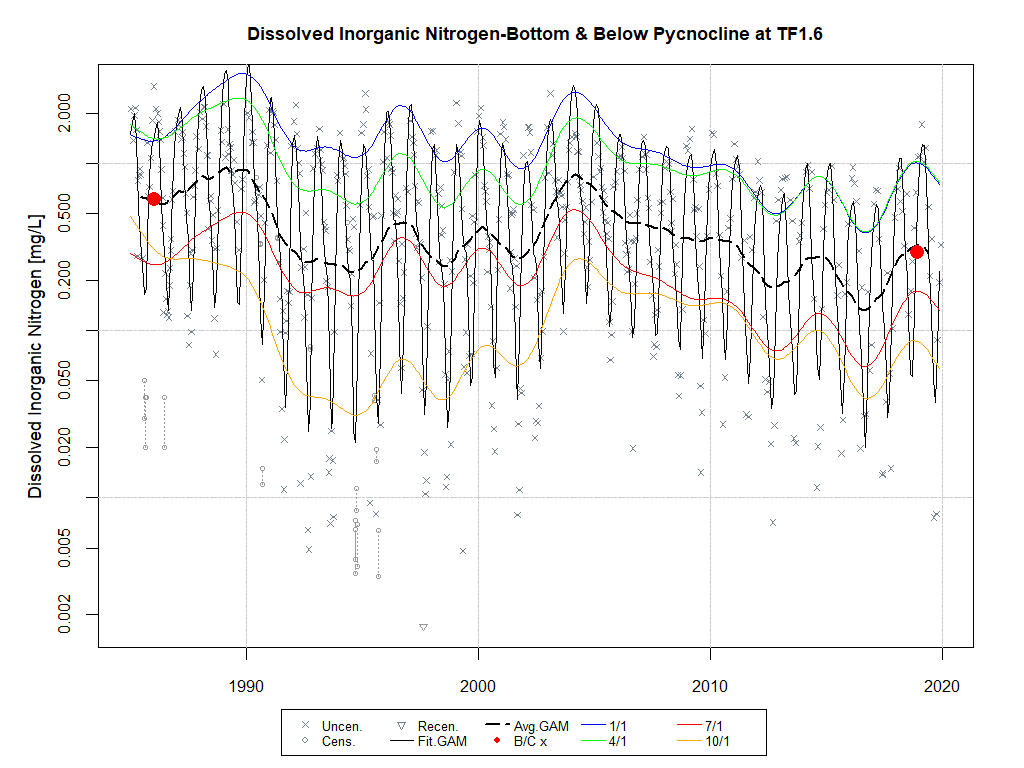 Dissolved Inorganic Nitrogen-Bottom & Below Pycnocline at TF1.6
Dissolved Inorganic Nitrogen [mg/L]
2.000
0.500
0.200
0.050
0.020
0.005
0.002
1990 2000 2010 2020
Uncen. Recen. Avg.GAM 1/1 7/1
Cens. Fit.GAM B/C x 4/1 10/1